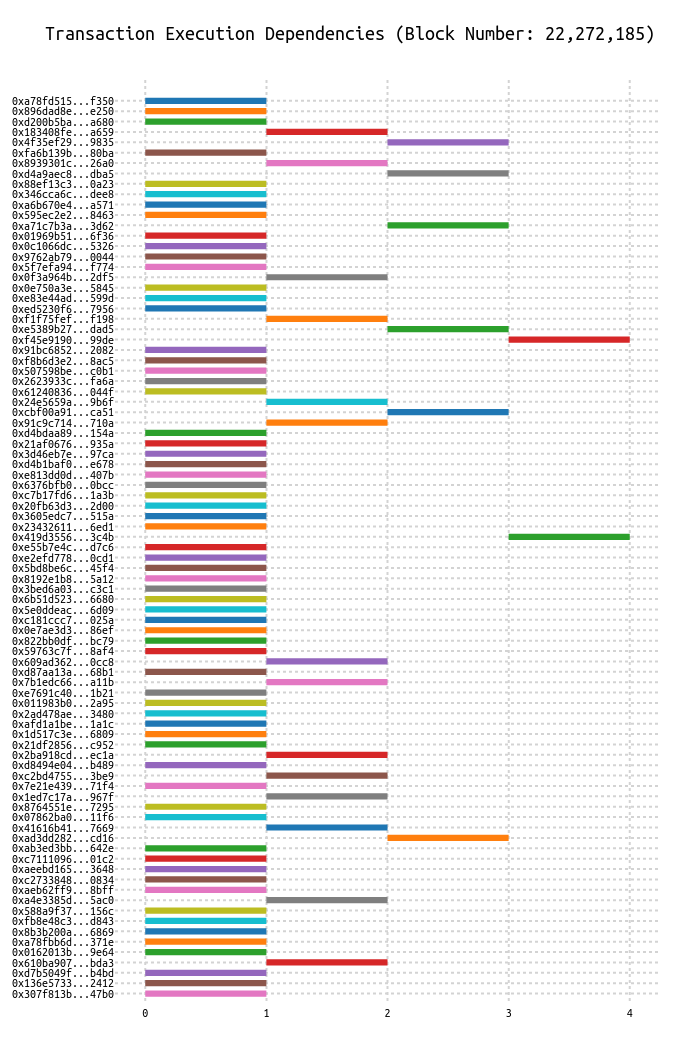 Transaction Execution Dependencies (Block Number: 22,272,185)
0xa78fd515...f350
0x896dad8e...e250
0xd200b5ba...a680
0x183408fe...a659
0x4f35ef29...9835
0xfa6b139b...80ba
0x8939301c...26a0
0xd4a9aec8...dba5
0x88ef13c3...0a23
0x346cca6c...dee8
0xa6b670e4...a571
0x595ec2e2...8463
0xa71c7b3a...3d62
0x01969b51...6f36
0x0c1066dc...5326
0x9762ab79...0044
0x5f7efa94...f774
0x0f3a964b...2df5
0x0e750a3e...5845
0xe83e44ad...599d
0xed5230f6...7956
0xf1f75fef...f198
0xe5389b27...dad5
0xf45e9190...99de
0x91bc6852...2082
0xf8b6d3e2...8ac5
0x507598be...c0b1
0x2623933c...fa6a
0x61240836...044f
0x24e5659a...9b6f
0xcbf00a91...ca51
0x91c9c714...710a
0xd4bdaa89...154a
0x21af0676...935a
0x3d46eb7e...97ca
0xd4b1baf0...e678
0xe813dd0d...407b
0x6376bfb0...0bcc
0xc7b17fd6...1a3b
0x20fb63d3...2d00
0x3605edc7...515a
0x23432611...6ed1
0x419d3556...3c4b
0xe55b7e4c...d7c6
0xe2efd778...0cd1
0x5bd8be6c...45f4
0x8192e1b8...5a12
0x3bed6a03...c3c1
0x6b51d523...6680
0x5e0ddeac...6d09
0xc181ccc7...025a
0x0e7ae3d3...86ef
0x822bb0df...bc79
0x59763c7f...8af4
0x609ad362...0cc8
0xd87aa13a...68b1
0x7b1edc66...a11b
0xe7691c40...1b21
0x011983b0...2a95
0x2ad478ae...3480
0xafd1a1be...1a1c
0x1d517c3e...6809
0x21df2856...c952
0x2ba918cd...ec1a
0xd8494e04...b489
0xc2bd4755...3be9
0x7e21e439...71f4
0x1ed7c17a...967f
0x8764551e...7295
0x07862ba0...11f6
0x41616b41...7669
0xad3dd282...cd16
0xab3ed3bb...642e
0xc7111096...01c2
0xaeebd165...3648
0xc2733848...0834
0xaeb62ff9...8bff
0xa4e3385d...5ac0
0x588a9f37...156c
0xfb8e48c3...d843
0x8b3b200a...6869
0xa78fbb6d...371e
0x0162013b...9e64
0x610ba907...bda3
0xd7b5049f...b4bd
0x136e5733...2412
0x307f813b...47b0
0 1 2 3 4